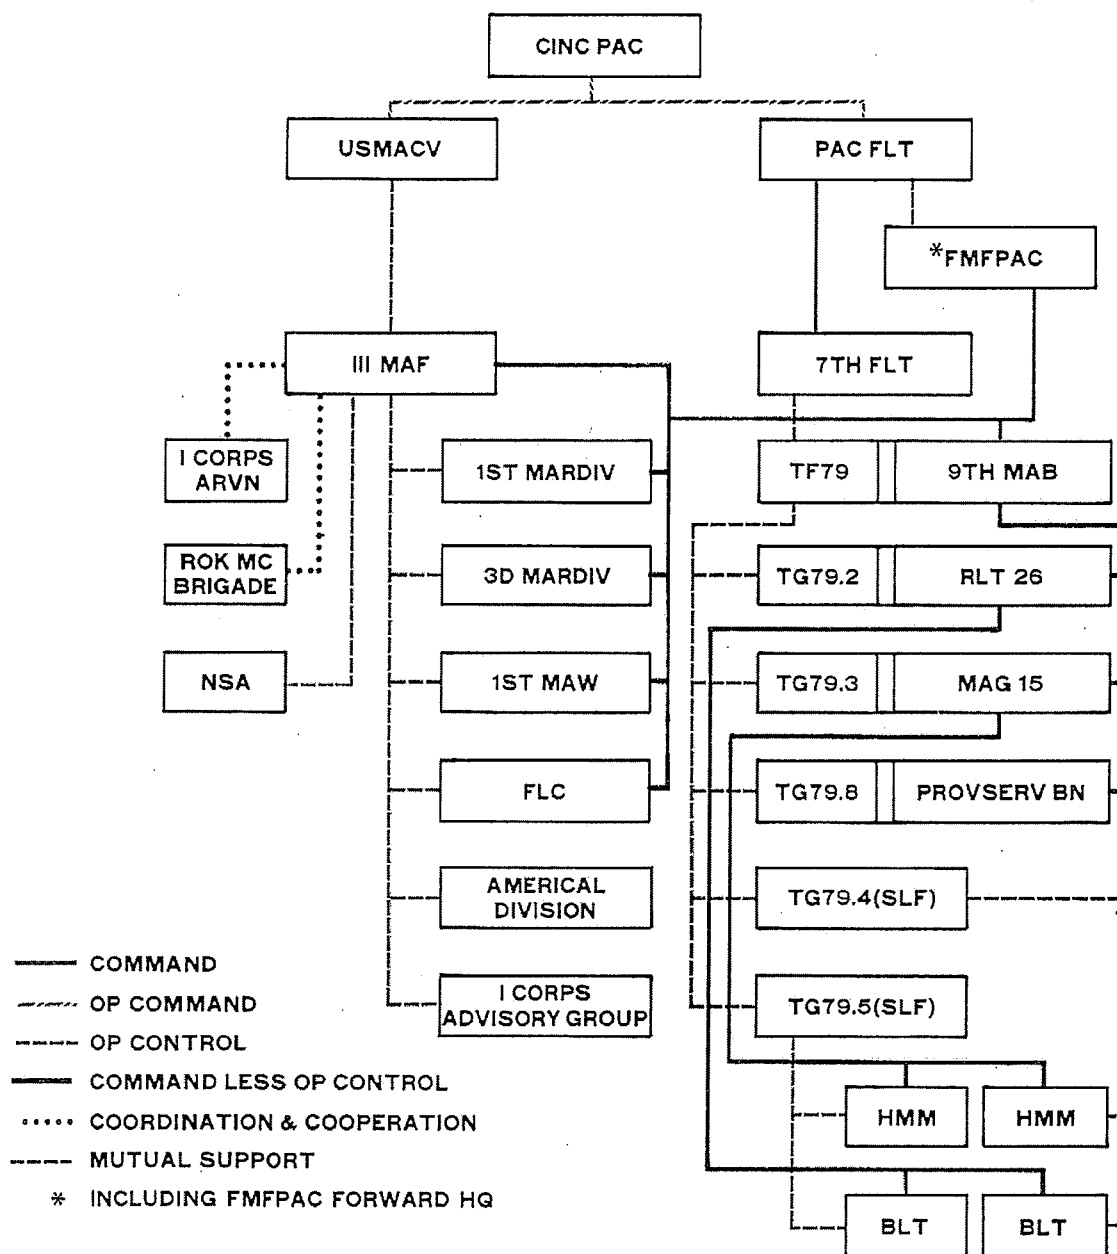 CINC PAC
USMACV
PAC FLT
*FMFPAC
III MAF
7TH FLT
I CORPS
ARVN
1ST MARDIV
TF79
9TH MAB
ROK MC
BRIGADE
3D MARDIV
TG79.2
RLT 26
NSA
1ST MAW
TG79.3
MAG 15
FLC
TG79.8
PROVSERV BN
AMERICAL
DIVISION
TG79.4(SLF)
I CORPS
ADVISORY GROUP
TG79.5(SLF)
HMM
HMM
BLT
BLT
COMMAND
OP COMMAND
OP CONTROL
COMMAND LESS OP CONTROL
COORDINATION & COOPERATION
MUTUAL SUPPORT
* INCLUDING FMFPAC FORWARD HQ